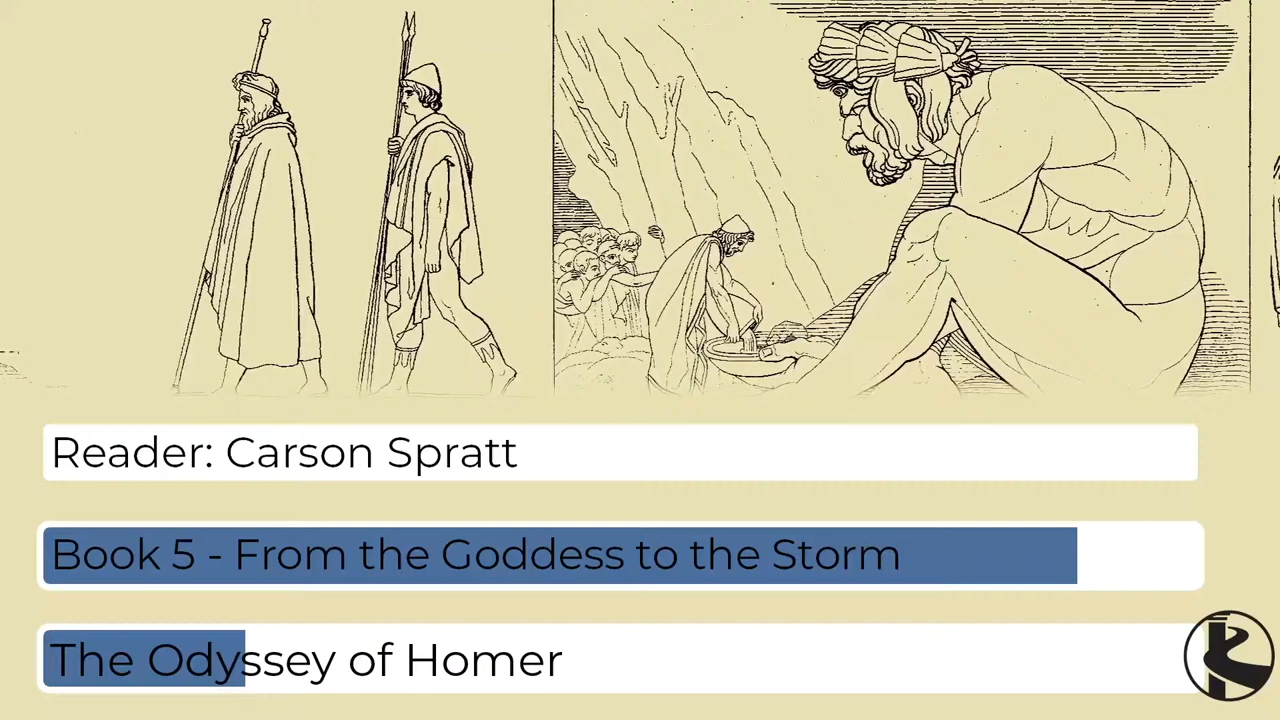 Reader: Carson Spratt
Book 5 - From the Goddess to the Storm
The Odyssey of Homer